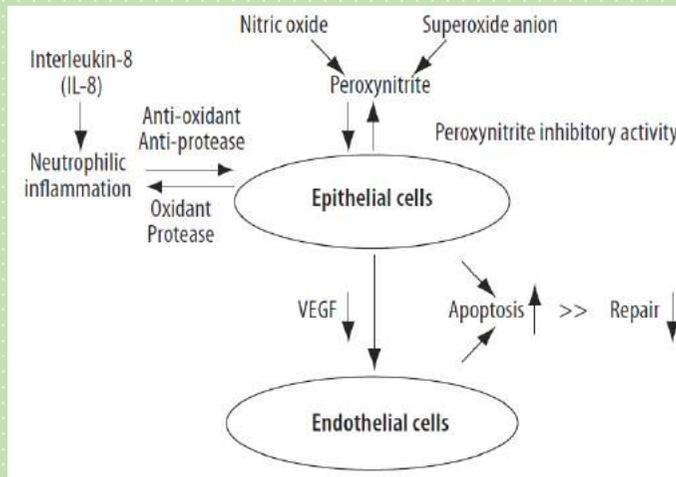 Nitric oxide
Superoxide anion
Interleukin-8
(IL-8)
Peroxynitrite
Anti-oxidant
Anti-protease
Peroxynitrite inhibitory activity
Neutrophilic
inflammation
Oxidant
Protease
Epithelial cells
VEGF
Apoptosis >> Repair
Endothelial cells